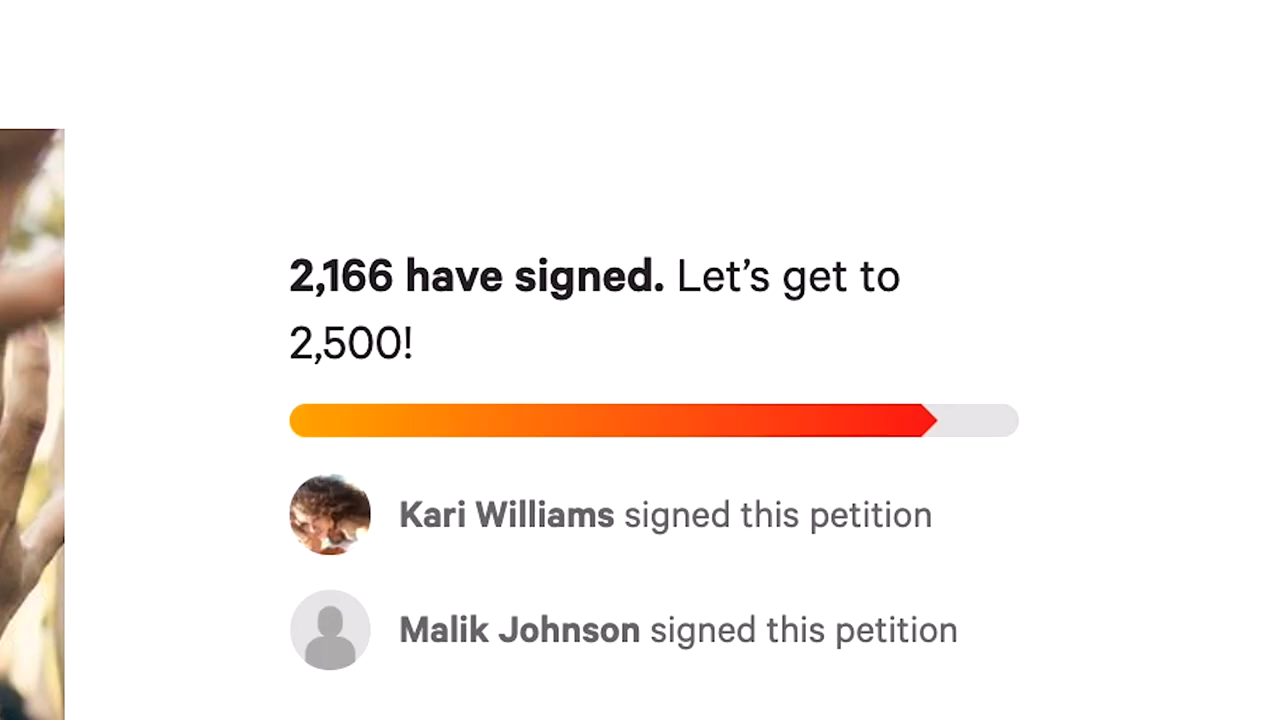 2,166 have signed. Let’s get to
2,500!
Kari Williams signed this petition
Malik Johnson signed this petition